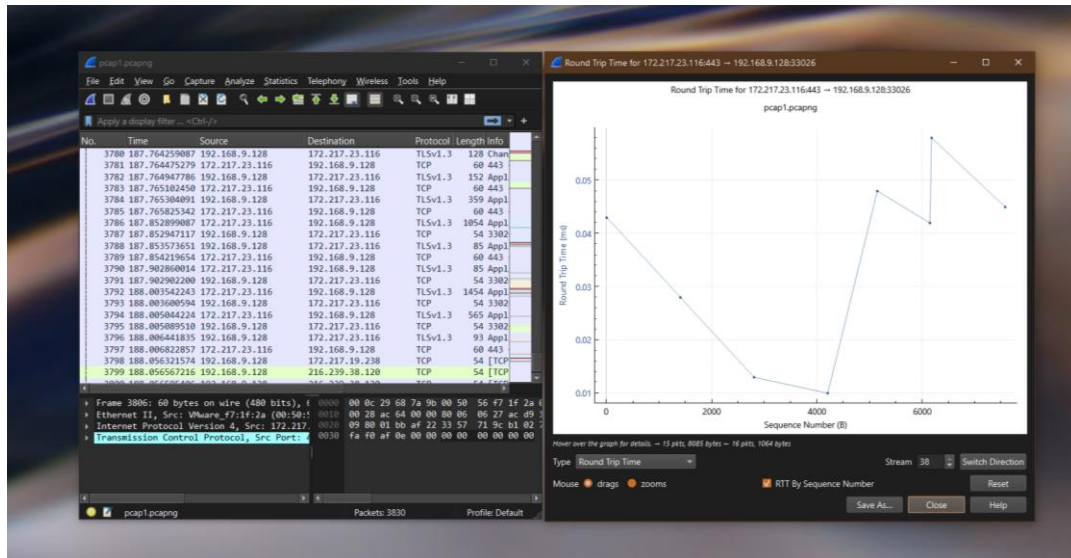 pcap1.pcapng
File Edit View Go Capture Analyze Statistics Telephony Wireless Tools Help
Apply a display filter ... <Ctrl-/>
No. Time Source Destination Protocol Length Info
3780 187.764259087 192.168.9.128 172.217.23.116 TLSv1.3 128 Chan
3781 187.764475279 172.217.23.116 192.168.9.128 TCP 60 443
3782 187.764947786 192.168.9.128 172.217.23.116 TLSv1.3 152 Appl
3783 187.765102450 172.217.23.116 192.168.9.128 TCP 60 443
3784 187.765304091 192.168.9.128 172.217.23.116 TLSv1.3 359 Appl
3785 187.765825342 172.217.23.116 192.168.9.128 TCP 60 443
3786 187.852899087 172.217.23.116 192.168.9.128 TLSv1.3 1054 Appl
3787 187.852947117 192.168.9.128 172.217.23.116 TCP 54 3302
3788 187.853573651 192.168.9.128 172.217.23.116 TLSv1.3 85 Appl
3789 187.854219654 172.217.23.116 192.168.9.128 TCP 60 443
3790 187.902860014 172.217.23.116 192.168.9.128 TLSv1.3 85 Appl
3791 187.902902200 192.168.9.128 172.217.23.116 TCP 54 3302
3792 188.003542243 172.217.23.116 192.168.9.128 TLSv1.3 1454 Appl
3793 188.003600594 192.168.9.128 172.217.23.116 TCP 54 3302
3794 188.005044224 172.217.23.116 192.168.9.128 TLSv1.3 565 Appl
3795 188.005089510 192.168.9.128 172.217.23.116 TCP 54 3302
3796 188.006441835 192.168.9.128 172.217.23.116 TLSv1.3 93 Appl
3797 188.006822857 172.217.23.116 192.168.9.128 TCP 60 443
3798 188.056321574 192.168.9.128 172.217.19.238 TCP 54 [TCP
3799 188.056567216 192.168.9.128 216.239.38.120 TCP 54 [TCP
Frame 3806: 60 bytes on wire (480 bits),
Ethernet II, Src: VMware_f7:1f:2a (00:50:
Internet Protocol Version 4, Src: 172.217
Transmission Control Protocol, Src Port: 4
0000 00 0c 29 68 7a 9b 00 50 56 f7 1f 2a
0010 00 28 ac 64 00 00 80 06 06 27 ac d9
0020 09 80 01 bb af 22 33 57 71 9c b1 02
0030 fa f0 af 0e 00 00 00 00 00 00 00 00
pcap1.pcapng Packets: 3830 Profile: Default
Round Trip Time for 172.217.23.116:443 → 192.168.9.128:33026
Round Trip Time for 172.217.23.116:443 → 192.168.9.128:33026
pcap1.pcapng
Round Trip Time (ms)
0.05
0.04
0.03
0.02
0.01
0 2000 4000 6000
Sequence Number (B)
Hover over the graph for details. → 15 pkts, 8085 bytes ← 16 pkts, 1064 bytes
Type Round Trip Time Stream 38 Switch Direction
Mouse drags zooms RTT By Sequence Number Reset
Save As... Close Help